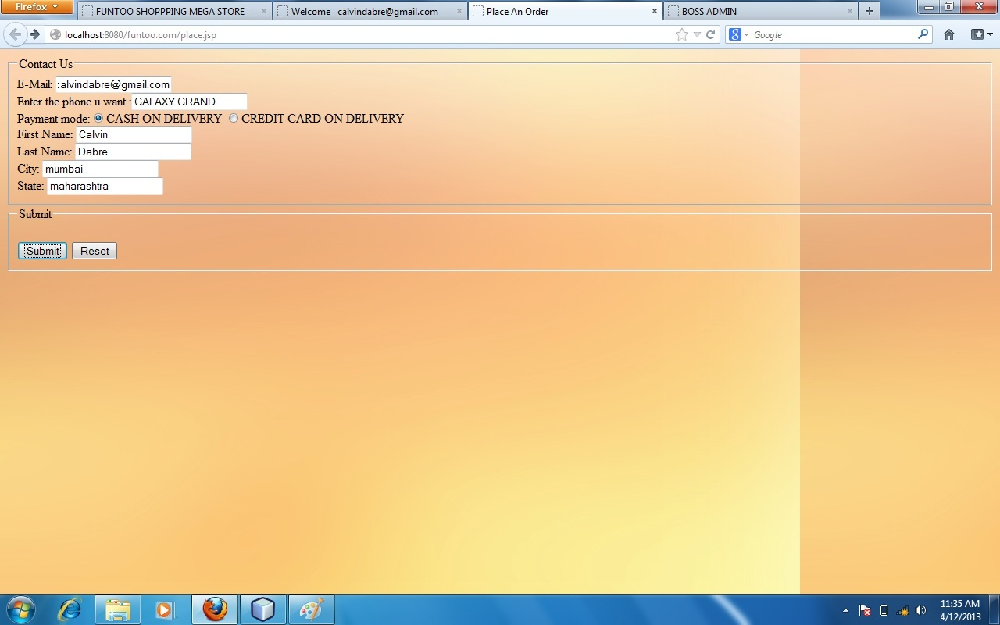 Firefox
FUNTOO SHOPPPING MEGA STORE
Welcome calvindabre@gmail.com
Place An Order
BOSS ADMIN
localhost:8080/funtoo.com/place.jsp
Google
Contact Us
E-Mail: calvindabre@gmail.com
Enter the phone u want : GALAXY GRAND
Payment mode: CASH ON DELIVERY CREDIT CARD ON DELIVERY
First Name: Calvin
Last Name: Dabre
City: mumbai
State: maharashtra
Submit
Submit Reset
11:35 AM
4/12/2013